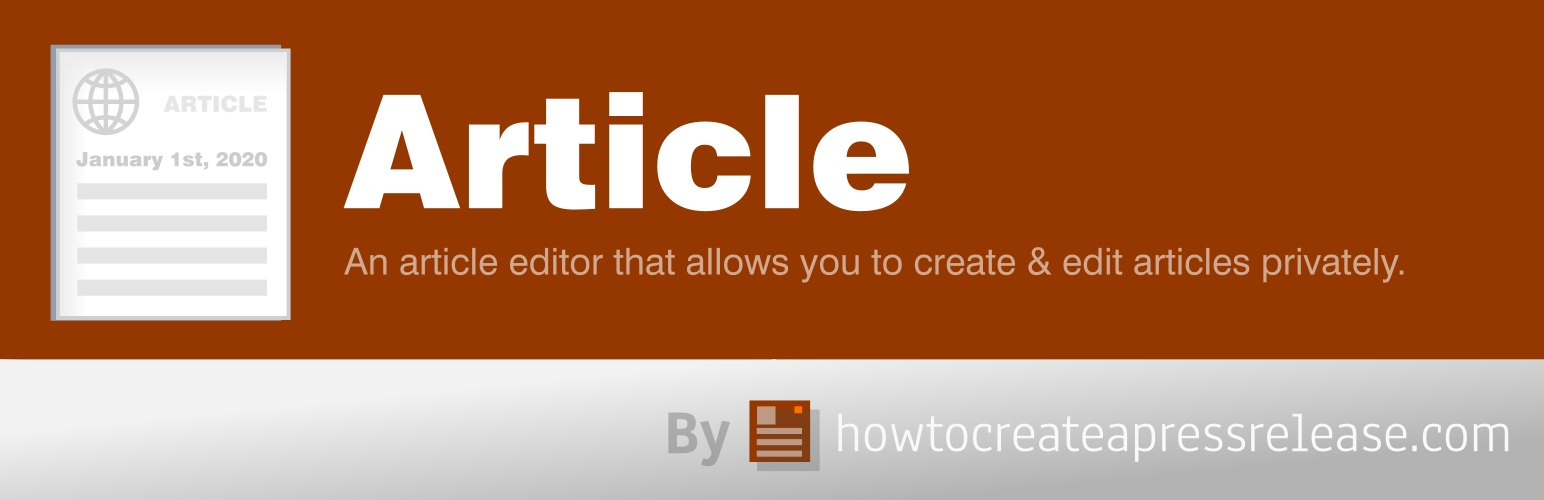 ARTICLE
January 1st, 2020
Article
An article editor that allows you to create & edit articles privately.
By howtocreateapressrelease.com